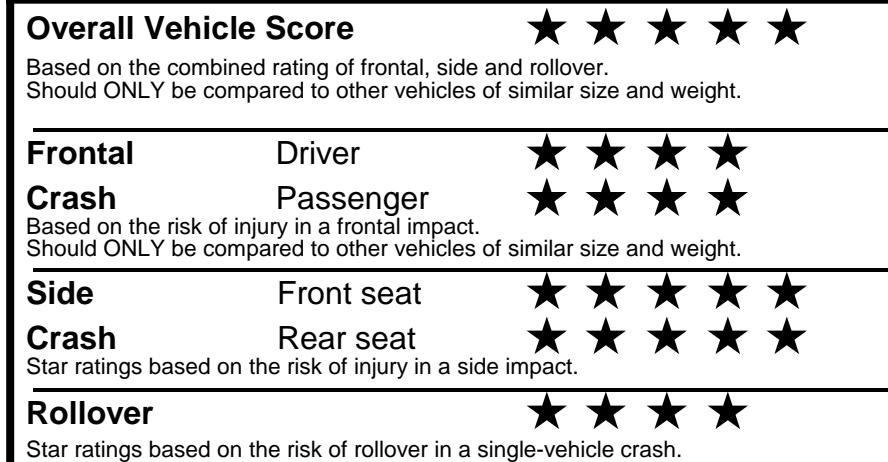 Overall Vehicle Score ★ ★ ★ ★ ★
Based on the combined rating of frontal, side and rollover.
Should ONLY be compared to other vehicles of similar size and weight.
Frontal Driver ★ ★ ★ ★
Crash Passenger ★ ★ ★ ★
Based on the risk of injury in a frontal impact.
Should ONLY be compared to other vehicles of similar size and weight.
Side Front seat ★ ★ ★ ★ ★
Crash Rear seat ★ ★ ★ ★ ★
Star ratings based on the risk of injury in a side impact.
Rollover ★ ★ ★ ★
Star ratings based on the risk of rollover in a single-vehicle crash.